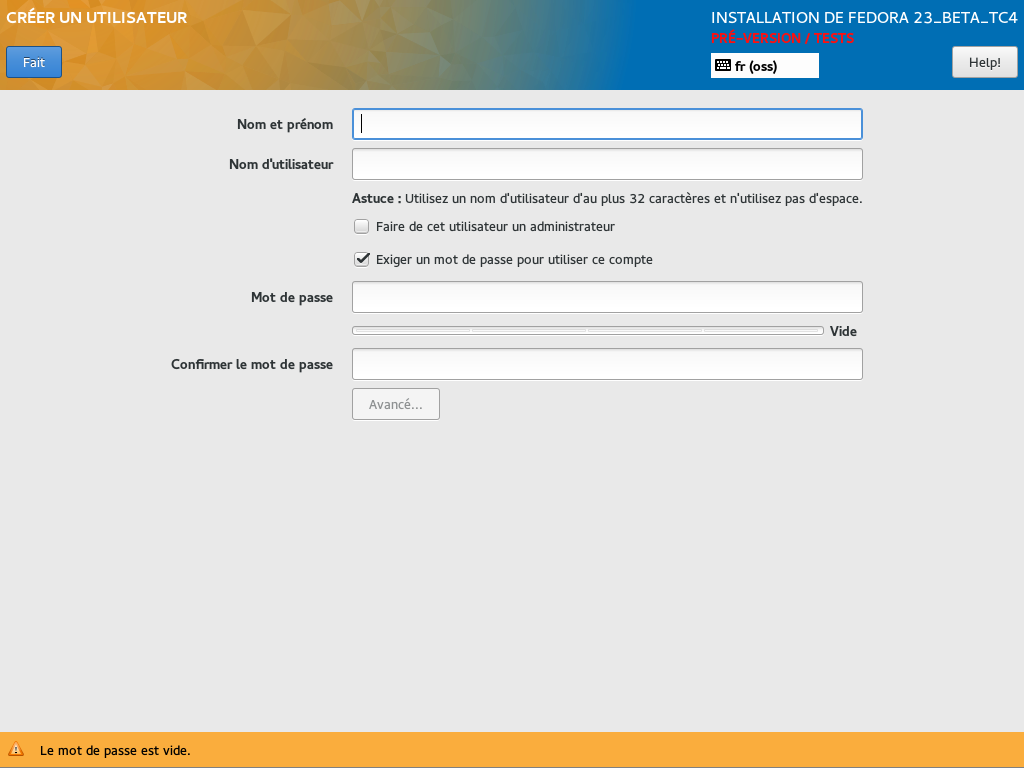 CRÉER UN UTILISATEUR
INSTALLATION DE FEDORA 23_BETA_TC4
PRÉ-VERSION / TESTS
Fait
fr (oss)
Help!
Nom et prénom
Nom d'utilisateur
Astuce : Utilisez un nom d'utilisateur d'au plus 32 caractères et n'utilisez pas d'espace.
Faire de cet utilisateur un administrateur
Exiger un mot de passe pour utiliser ce compte
Mot de passe
Vide
Confirmer le mot de passe
Avancé...
Le mot de passe est vide.